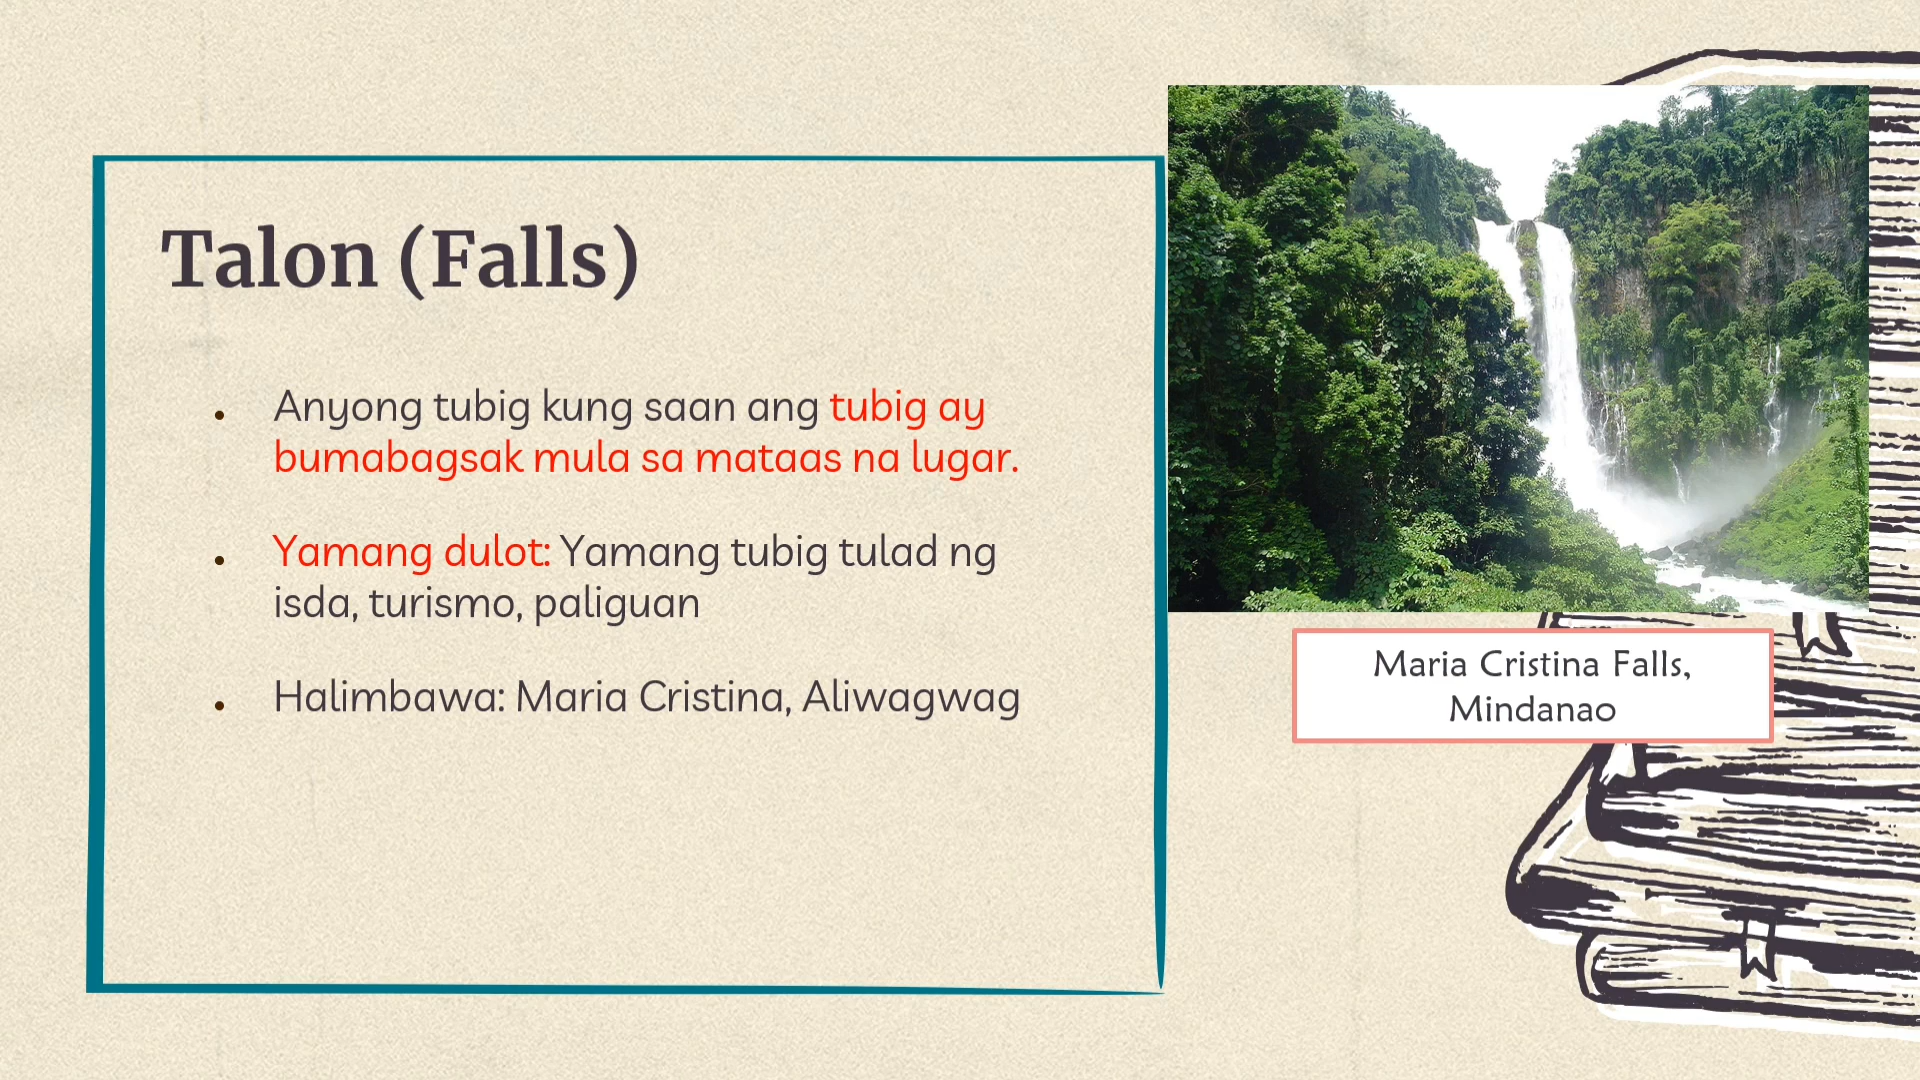 Talon (Falls)
• Anyong tubig kung saan ang tubig ay
bumabagsak mula sa mataas na lugar.
• Yamang dulot: Yamang tubig tulad ng
isda, turismo, paliguan
• Halimbawa: Maria Cristina, Aliwagwag
Maria Cristina Falls,
Mindanao